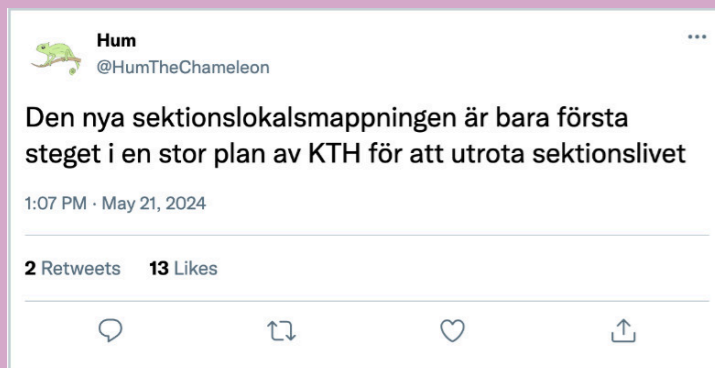 Hum
@HumTheChameleon
Den nya sektionslokalsmappningen är bara första
steget i en stor plan av KTH för att utrota sektionslivet
1:07 PM · May 21, 2024
2 Retweets 13 Likes